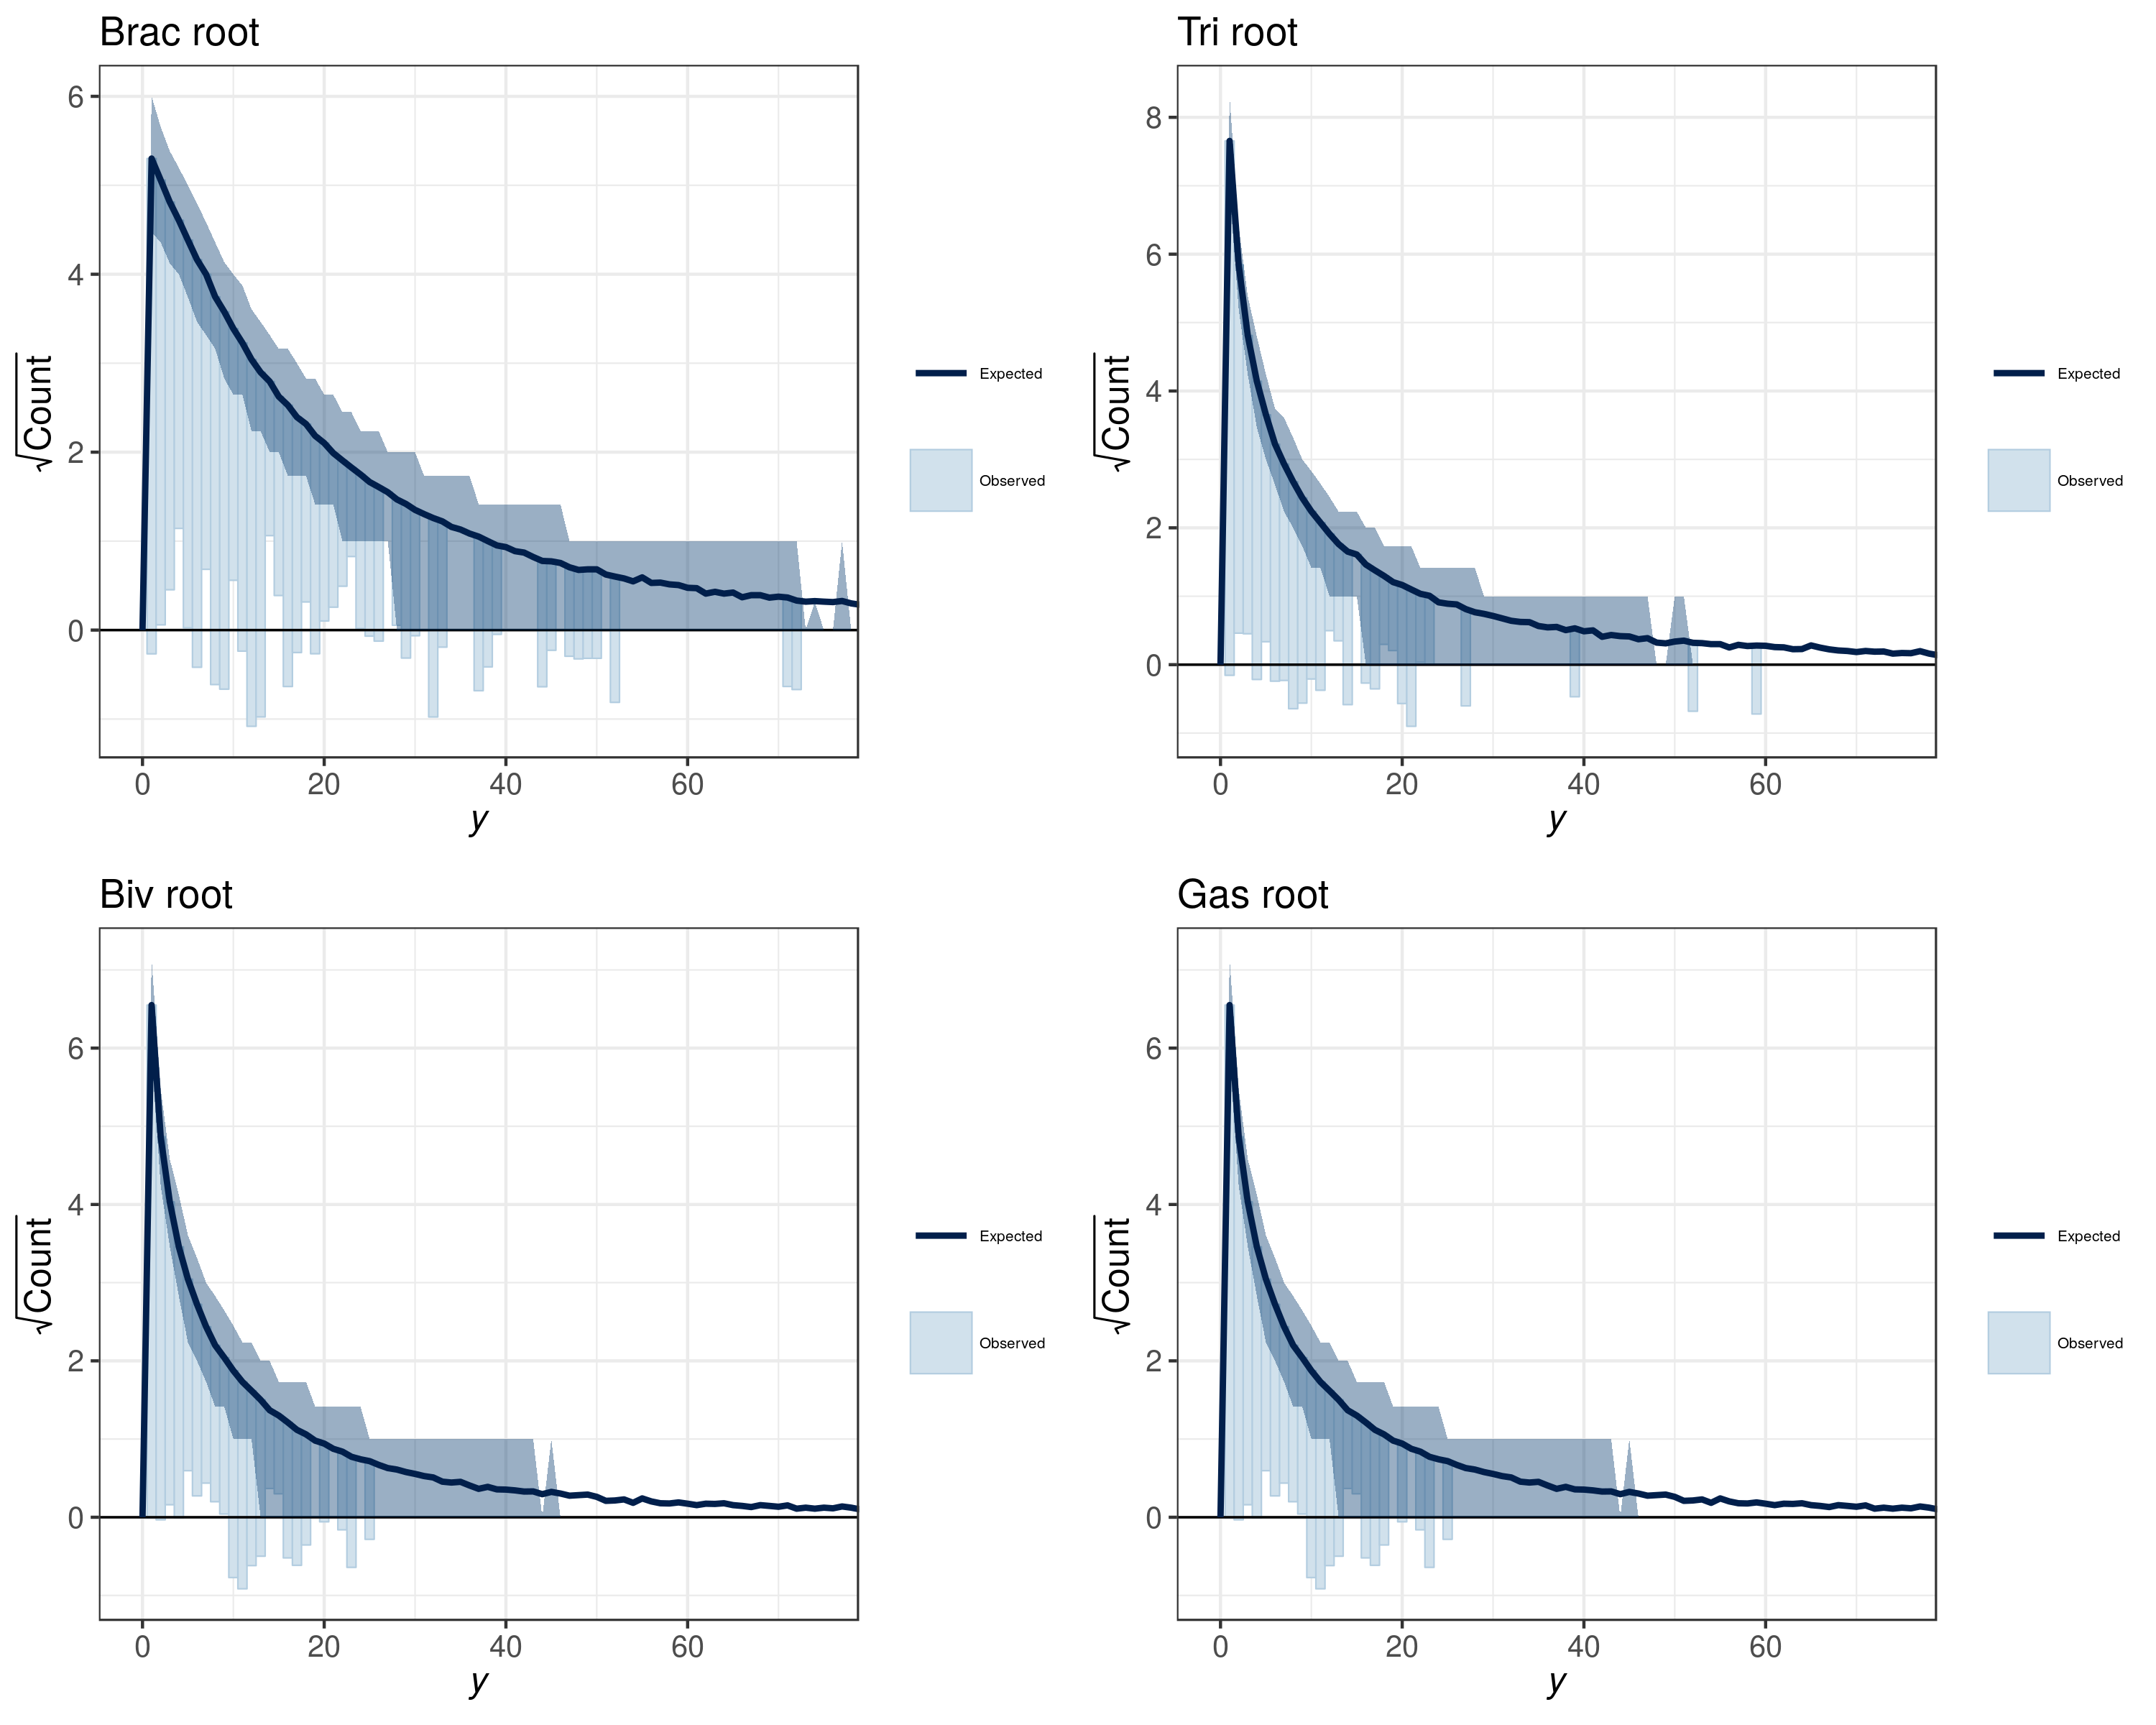 Brac root
6
4
2
0
√Count
0 20 40 60
y
Expected
Observed
Tri root
8
6
4
2
0
√Count
0 20 40 60
y
Expected
Observed
Biv root
6
4
2
0
√Count
0 20 40 60
y
Expected
Observed
Gas root
6
4
2
0
√Count
0 20 40 60
y
Expected
Observed